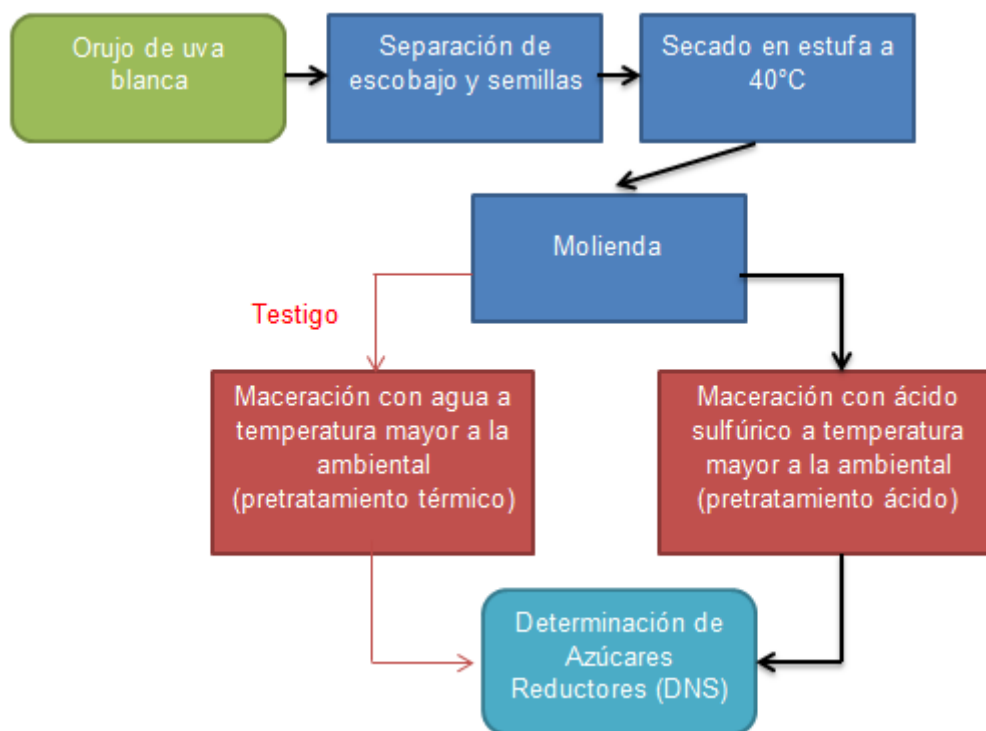 Orujo de uva
blanca
Separación de
escobajo y semillas
Secado en estufa a
40°C
Molienda
Testigo
Maceración con agua a
temperatura mayor a la
ambiental
(pretratamiento térmico)
Maceración con ácido
sulfúrico a temperatura
mayor a la ambiental
(pretratamiento ácido)
Determinación de
Azúcares
Reductores (DNS)